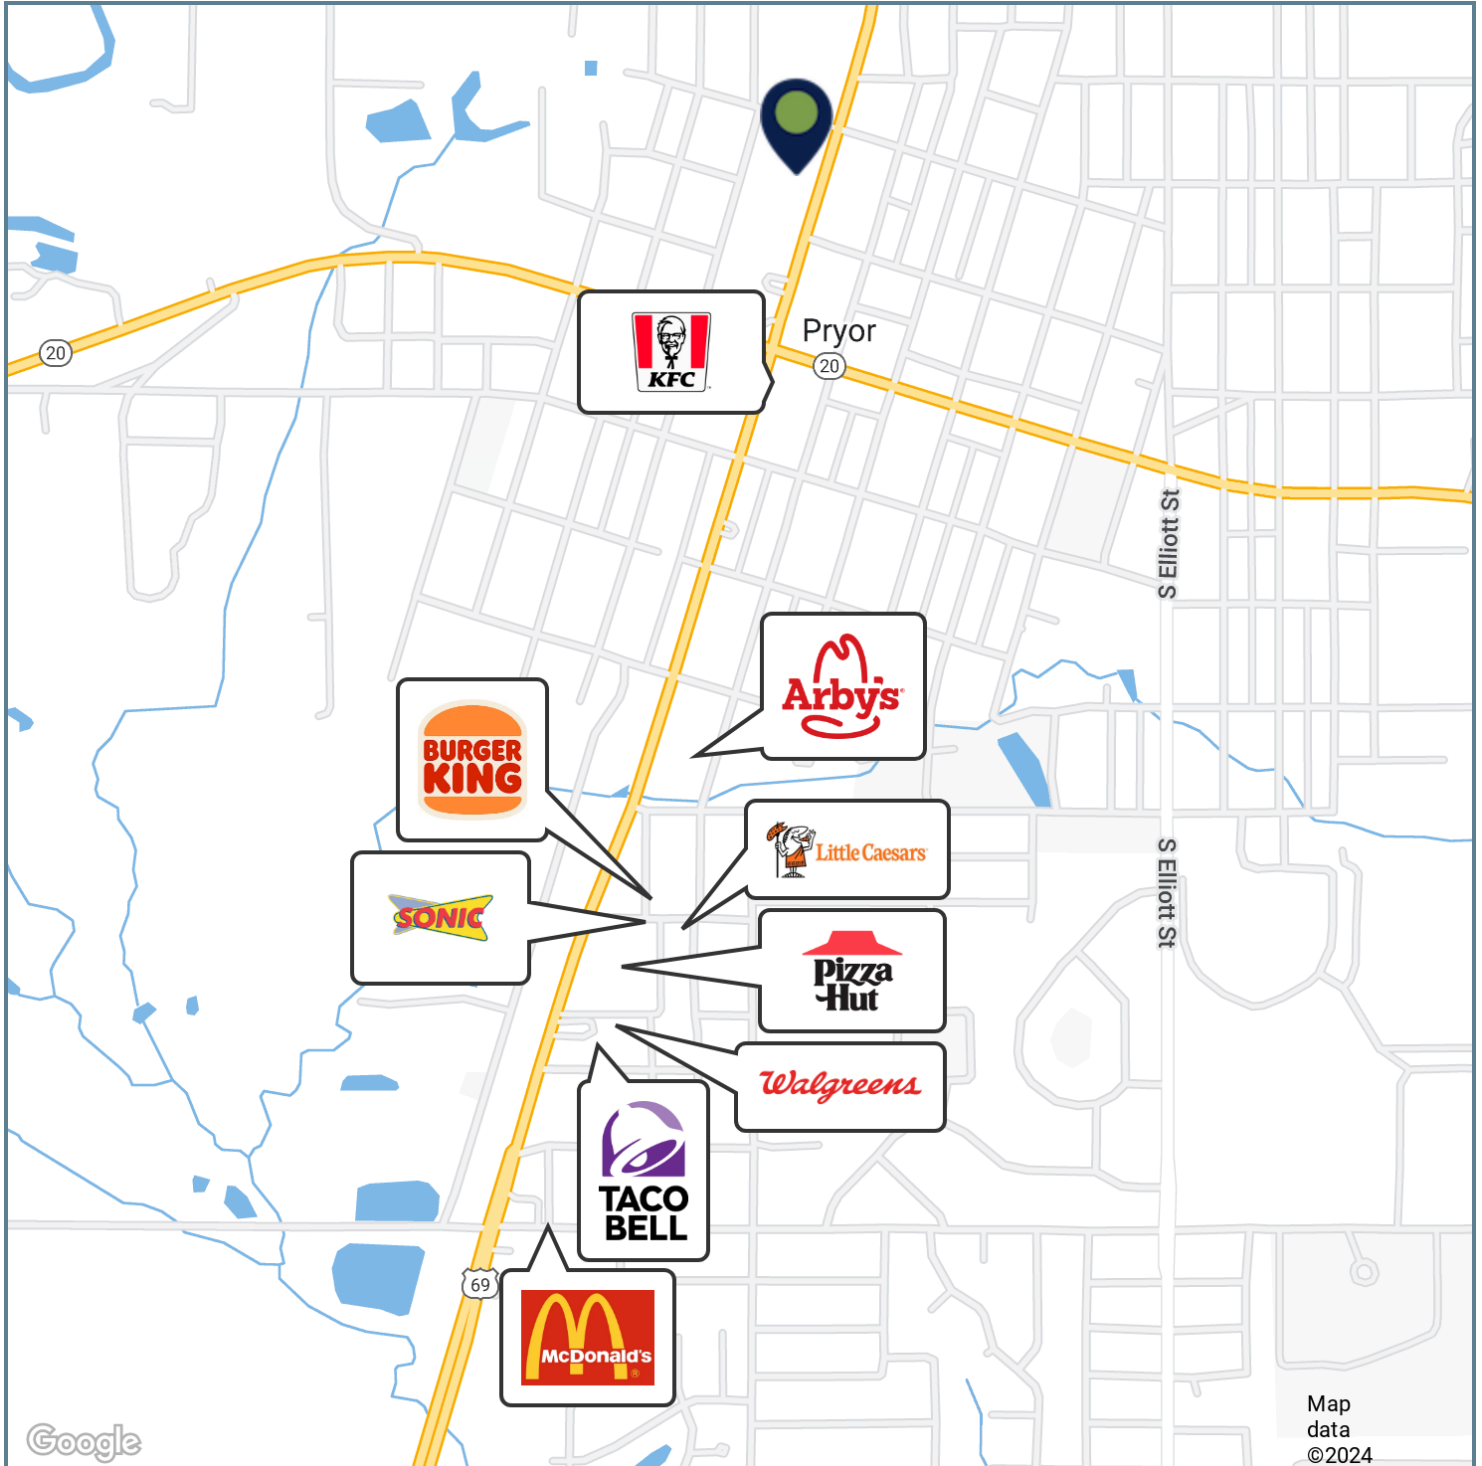 20
KFC
Pryor
20
S Elliott St
Arby's
BURGER
KING
Little Caesars
SONIC
S Elliott St
Pizza
Hut
Walgreens
TACO
BELL
69
McDonald's
Google
Map
data
©2024